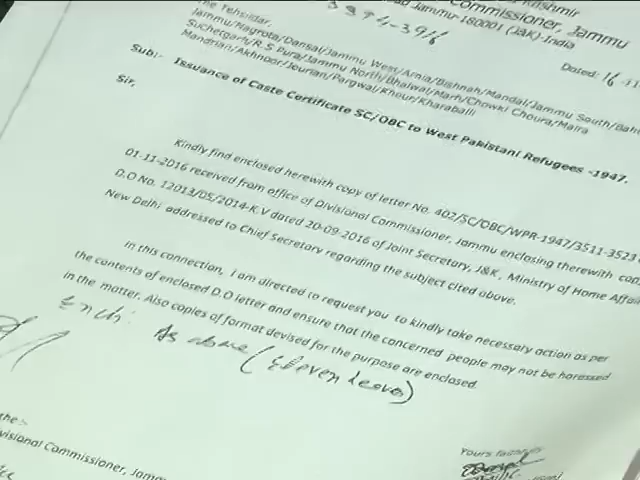 Kashmir
Commissioner, Jammu
Jammu-180001 (J&K)-India
Dated: 16-11
The Tehsildar,
Jammu/Nagrota/Dansal/Jammu West/Arnia/Bishnah/Mandal/Jammu South/Bahu
Suchetgarh/R.S Pura/Jammu North/Bhalwal/Marh/Chowki Choura/Maira
Mandrian/Akhnoor/Jourian/Pargwal/Khour/Kharaballi
Sub:- Issuance of Caste Certificate SC/OBC to West Pakistani Refugees -1947.
Sir,
Kindly find enclosed herewith copy of letter No. 402/SC/OBC/WPR-1947/3511-3523
01-11-2016 received from office of Divisional Commissioner, Jammu enclosing therewith
D.O No. 12013/05/2014-K.V dated 20-09-2016 of Joint Secretary, J&K, Ministry of Home Affai
New Delhi addressed to Chief Secretary regarding the subject cited above.
In this connection, I am directed to request you to kindly take necessary action as per
the contents of enclosed D.O letter and ensure that the concerned people may not be harassed
in the matter. Also copies of format devised for the purpose are enclosed.
Encls: As above (Eleven Leaves)
Yours
the :-
visional Commissioner, Jamm